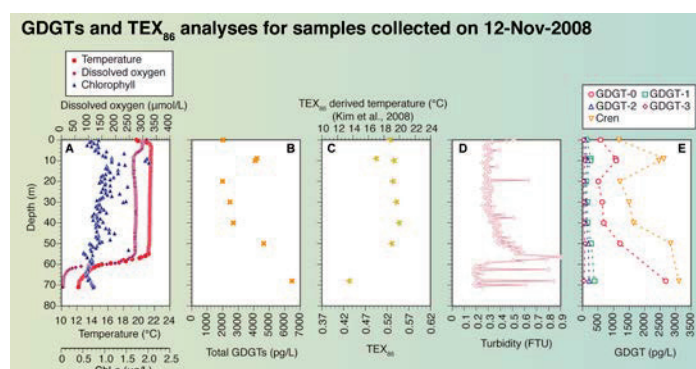 GDGTs and TEX86 analyses for samples collected on 12-Nov-2008
Temperature
Dissolved oxygen
Chlorophyll
Dissolved oxygen (μmol/L)
0 50 100 150 200 250 300 350 400
TEX86 derived temperature (°C)
(Kim et al., 2008)
10 12 14 16 18 20 22 24
GDGT-0 GDGT-1
GDGT-2 GDGT-3
Cren
A B C D E
Depth (m)
0
10
20
30
40
50
60
70
80
10 12 14 16 18 20 22 24
Temperature (°C)
0 0.5 1.0 1.5 2.0 2.5
0 1000 2000 3000 4000 5000 6000 7000
Total GDGTs (pg/L)
0.37 0.42 0.47 0.52 0.57 0.62
TEX86
0 0.1 0.2 0.3 0.4 0.5 0.6 0.7 0.8 0.9
Turbidity (FTU)
0 500 1000 1500 2000 2500 3000 3500
GDGT (pg/L)